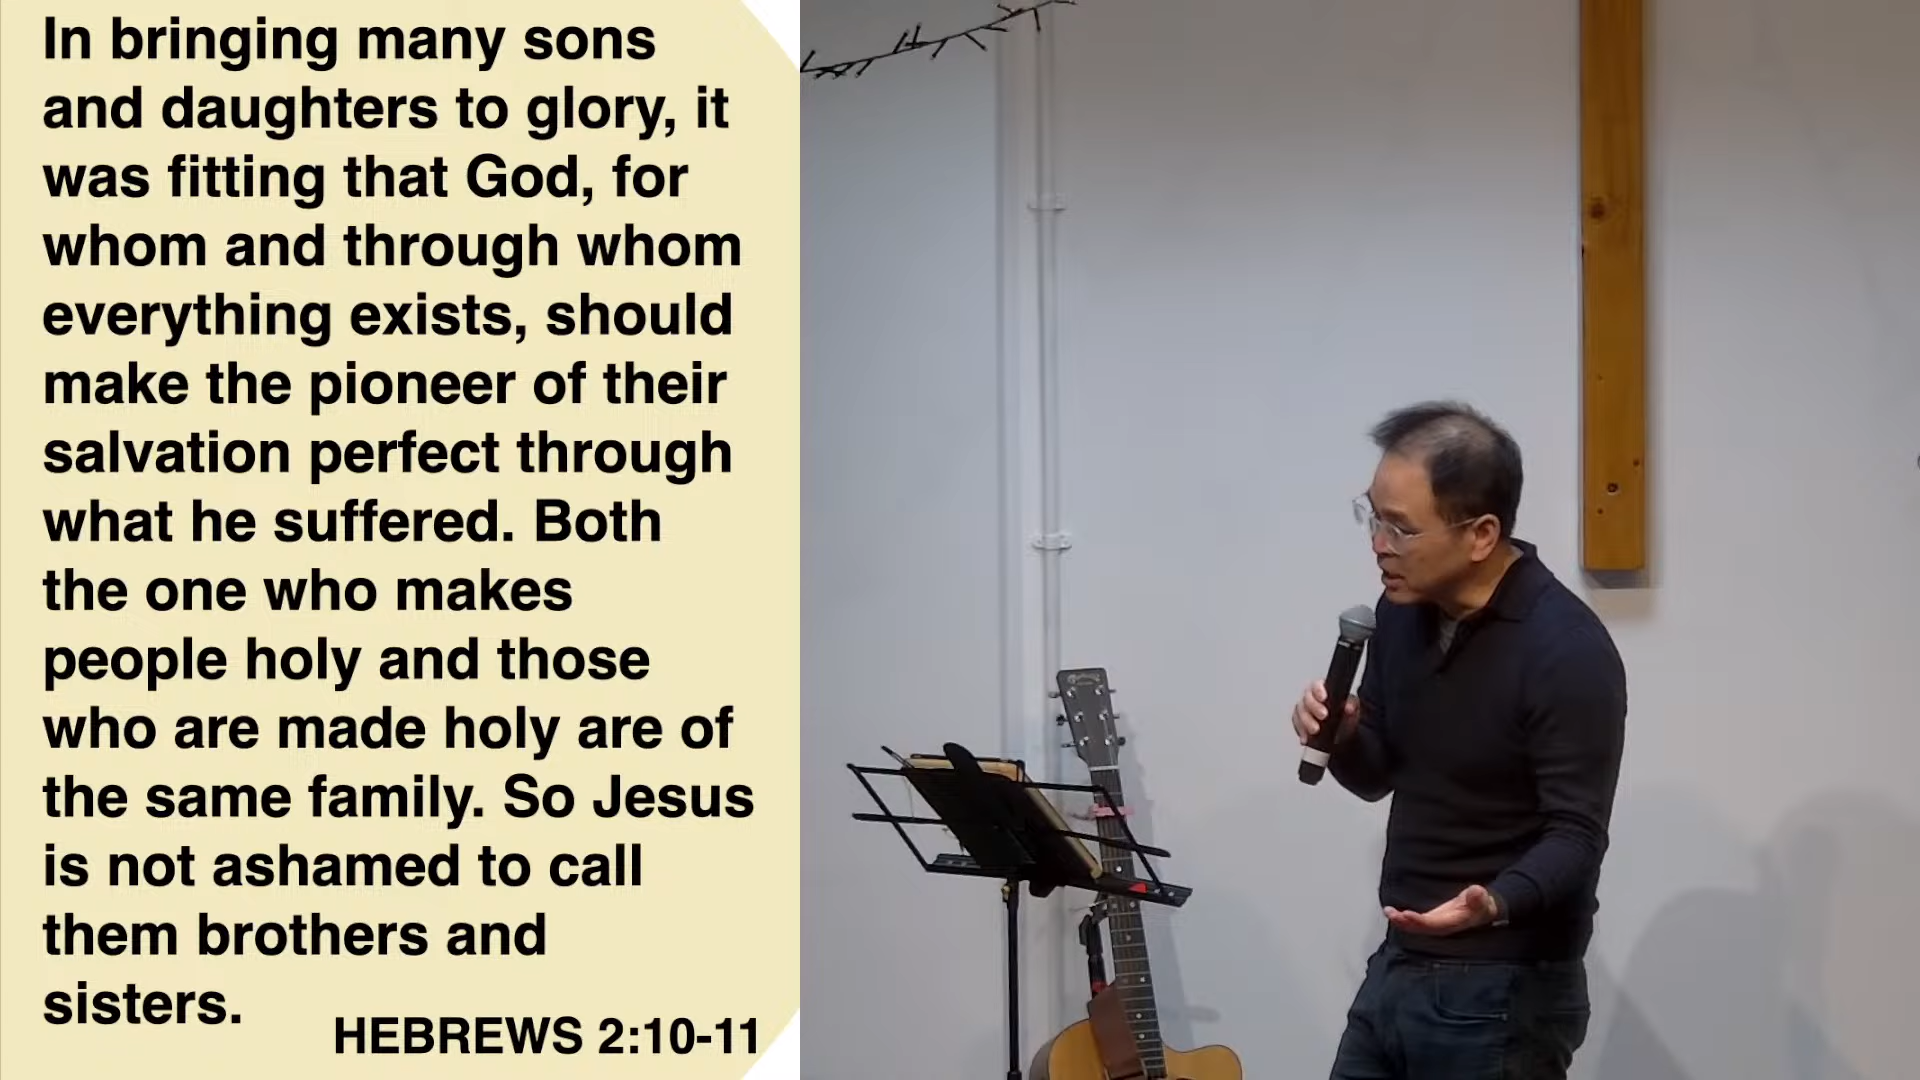 In bringing many sons
and daughters to glory, it
was fitting that God, for
whom and through whom
everything exists, should
make the pioneer of their
salvation perfect through
what he suffered. Both
the one who makes
people holy and those
who are made holy are of
the same family. So Jesus
is not ashamed to call
them brothers and
sisters.
HEBREWS 2:10-11